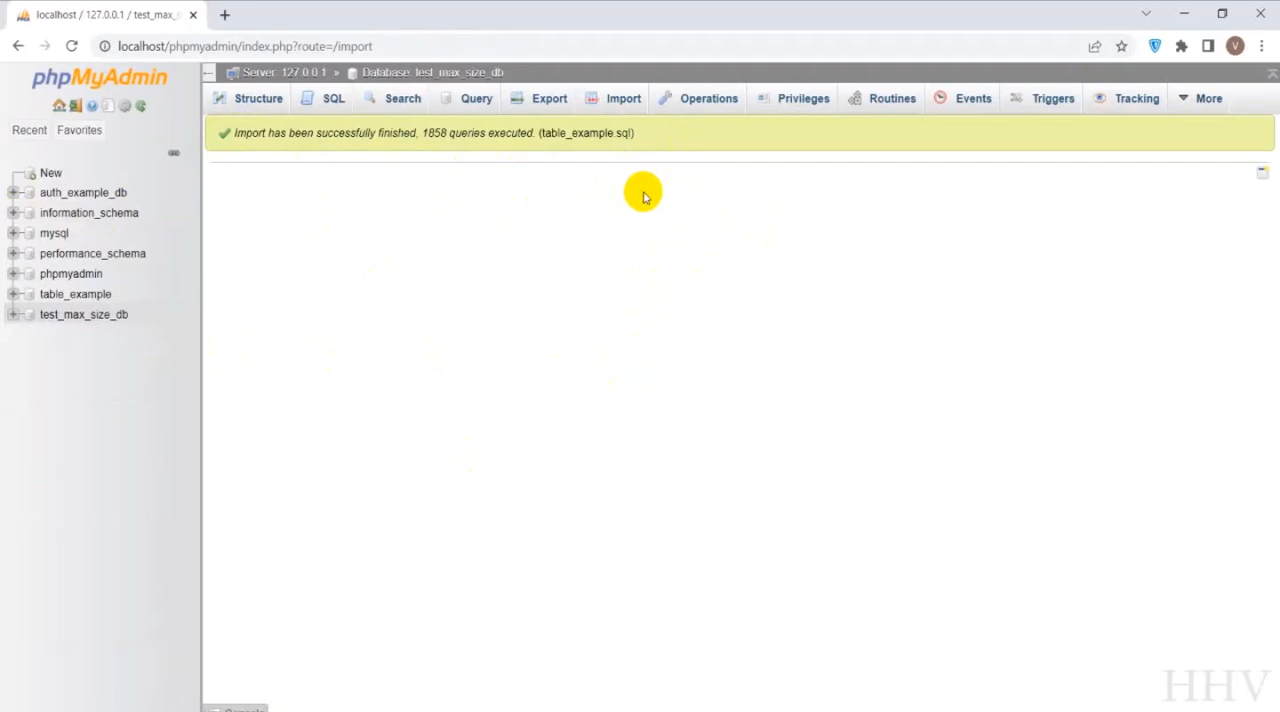 localhost / 127.0.0.1 / test_max_s
localhost/phpmyadmin/index.php?route=/import
V
phpMyAdmin
Server: 127.0.0.1 » Database: test_max_size_db
Recent Favorites
Structure SQL Search Query Export Import Operations Privileges Routines Events Triggers Tracking More
Import has been successfully finished, 1858 queries executed. (table_example.sql)
New
auth_example_db
information_schema
mysql
performance_schema
phpmyadmin
table_example
test_max_size_db
HHV
Console